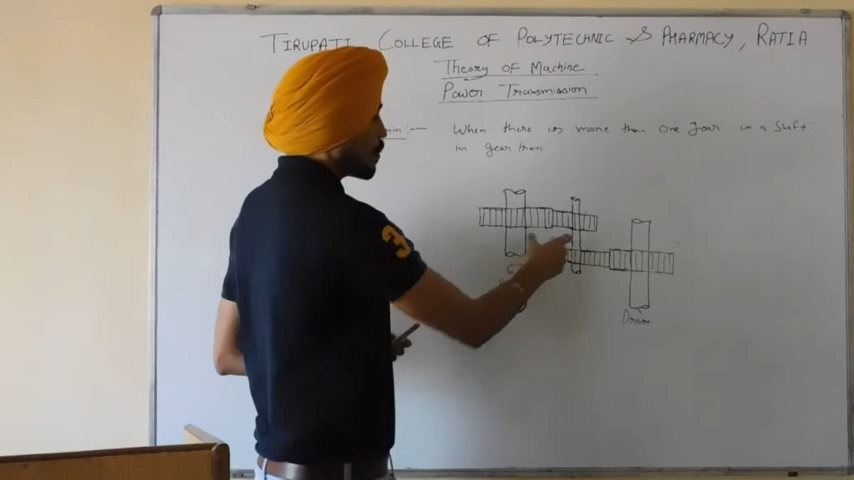 TIRUPATI COLLEGE OF POLYTECHNIC & PHARMACY, RATIA
Theory of Machine
Power Transmission
When there is more than one gear on a Shaft
in gear train
3